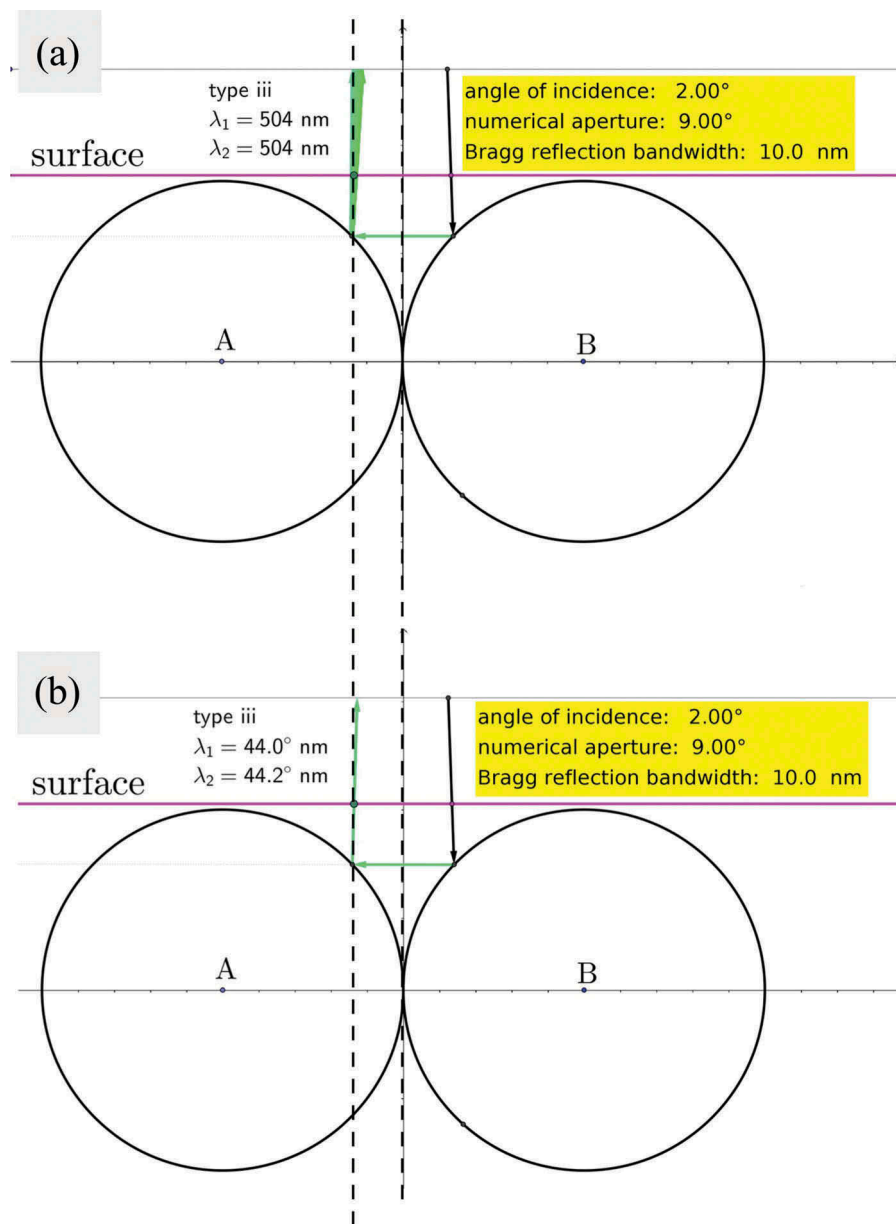 (a)
type iii
λ₁ = 504 nm
λ₂ = 504 nm
angle of incidence: 2.00°
numerical aperture: 9.00°
Bragg reflection bandwidth: 10.0 nm
surface
A
B
(b)
type iii
λ₁ = 44.0° nm
λ₂ = 44.2° nm
angle of incidence: 2.00°
numerical aperture: 9.00°
Bragg reflection bandwidth: 10.0 nm
surface
A
B